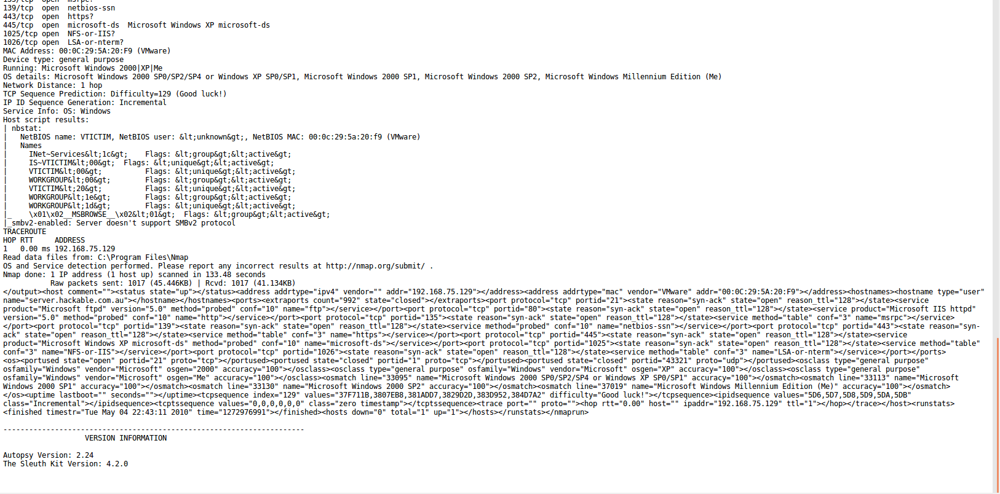 135/tcp  open  msrpc?
139/tcp  open  netbios-ssn
443/tcp  open  https?
445/tcp  open  microsoft-ds  Microsoft Windows XP microsoft-ds
1025/tcp open  NFS-or-IIS?
1026/tcp open  LSA-or-nterm?
MAC Address: 00:0C:29:5A:20:F9 (VMware)
Device type: general purpose
Running: Microsoft Windows 2000|XP|Me
OS details: Microsoft Windows 2000 SP0/SP2/SP4 or Windows XP SP0/SP1, Microsoft Windows 2000 SP1, Microsoft Windows 2000 SP2, Microsoft Windows Millennium Edition (Me)
Network Distance: 1 hop
TCP Sequence Prediction: Difficulty=129 (Good luck!)
IP ID Sequence Generation: Incremental
Service Info: OS: Windows
Host script results:
| nbstat:
|   NetBIOS name: VTICTIM, NetBIOS user: &lt;unknown&gt;, NetBIOS MAC: 00:0c:29:5a:20:f9 (VMware)
|   Names
|     INet~Services&lt;1c&gt;    Flags: &lt;group&gt;&lt;active&gt;
|     IS~VTICTIM&lt;00&gt;  Flags: &lt;unique&gt;&lt;active&gt;
|     VTICTIM&lt;00&gt;          Flags: &lt;unique&gt;&lt;active&gt;
|     WORKGROUP&lt;00&gt;        Flags: &lt;group&gt;&lt;active&gt;
|     VTICTIM&lt;20&gt;          Flags: &lt;unique&gt;&lt;active&gt;
|     WORKGROUP&lt;1e&gt;        Flags: &lt;group&gt;&lt;active&gt;
|     WORKGROUP&lt;1d&gt;        Flags: &lt;unique&gt;&lt;active&gt;
|_    \x01\x02__MSBROWSE__\x02&lt;01&gt;  Flags: &lt;group&gt;&lt;active&gt;
|_smbv2-enabled: Server doesn't support SMBv2 protocol
TRACEROUTE
HOP RTT     ADDRESS
1   0.00 ms 192.168.75.129
Read data files from: C:\Program Files\Nmap
OS and Service detection performed. Please report any incorrect results at http://nmap.org/submit/ .
Nmap done: 1 IP address (1 host up) scanned in 133.48 seconds
           Raw packets sent: 1017 (45.446KB) | Rcvd: 1017 (41.134KB)
</output><host comment=""><status state="up"></status><address addrtype="ipv4" vendor="" addr="192.168.75.129"></address><address addrtype="mac" vendor="VMware" addr="00:0C:29:5A:20:F9"></address><hostnames><hostname type="user"
name="server.hackable.com.au"></hostname></hostnames><ports><extraports count="992" state="closed"></extraports><port protocol="tcp" portid="21"><state reason="syn-ack" state="open" reason_ttl="128"></state><service
product="Microsoft ftpd" version="5.0" method="probed" conf="10" name="ftp"></service></port><port protocol="tcp" portid="80"><state reason="syn-ack" state="open" reason_ttl="128"></state><service product="Microsoft IIS httpd"
version="5.0" method="probed" conf="10" name="http"></service></port><port protocol="tcp" portid="135"><state reason="syn-ack" state="open" reason_ttl="128"></state><service method="table" conf="3" name="msrpc"></service>
</port><port protocol="tcp" portid="139"><state reason="syn-ack" state="open" reason_ttl="128"></state><service method="probed" conf="10" name="netbios-ssn"></service></port><port protocol="tcp" portid="443"><state reason="syn-
ack" state="open" reason_ttl="128"></state><service method="table" conf="3" name="https"></service></port><port protocol="tcp" portid="445"><state reason="syn-ack" state="open" reason_ttl="128"></state><service
product="Microsoft Windows XP microsoft-ds" method="probed" conf="10" name="microsoft-ds"></service></port><port protocol="tcp" portid="1025"><state reason="syn-ack" state="open" reason_ttl="128"></state><service method="table"
conf="3" name="NFS-or-IIS"></service></port><port protocol="tcp" portid="1026"><state reason="syn-ack" state="open" reason_ttl="128"></state><service method="table" conf="3" name="LSA-or-nterm"></service></port></ports>
<os><portused state="open" portid="21" proto="tcp"></portused><portused state="closed" portid="1" proto="tcp"></portused><portused state="closed" portid="43321" proto="udp"></portused><osclass type="general purpose"
osfamily="Windows" vendor="Microsoft" osgen="2000" accuracy="100"></osclass><osclass type="general purpose" osfamily="Windows" vendor="Microsoft" osgen="XP" accuracy="100"></osclass><osclass type="general purpose"
osfamily="Windows" vendor="Microsoft" osgen="Me" accuracy="100"></osclass><osmatch line="33095" name="Microsoft Windows 2000 SP0/SP2/SP4 or Windows XP SP0/SP1" accuracy="100"></osmatch><osmatch line="33113" name="Microsoft
Windows 2000 SP1" accuracy="100"></osmatch><osmatch line="33130" name="Microsoft Windows 2000 SP2" accuracy="100"></osmatch><osmatch line="37019" name="Microsoft Windows Millennium Edition (Me)" accuracy="100"></osmatch>
</os><uptime lastboot="" seconds=""></uptime><tcpsequence index="129" values="37F711B,3807EB8,381ADD7,3829D2D,383D952,384D7A2" difficulty="Good luck!"></tcpsequence><ipidsequence values="5D6,5D7,5D8,5D9,5DA,5DB"
class="Incremental"></ipidsequence><tcptssequence values="0,0,0,0,0,0" class="zero timestamp"></tcptssequence><trace port="" proto=""><hop rtt="0.00" host="" ipaddr="192.168.75.129" ttl="1"></hop></trace></host><runstats>
<finished timestr="Tue May 04 22:43:11 2010" time="1272976991"></finished><hosts down="0" total="1" up="1"></hosts></runstats></nmaprun>
----------------------------------------------------------------------
VERSION INFORMATION
Autopsy Version: 2.24
The Sleuth Kit Version: 4.2.0